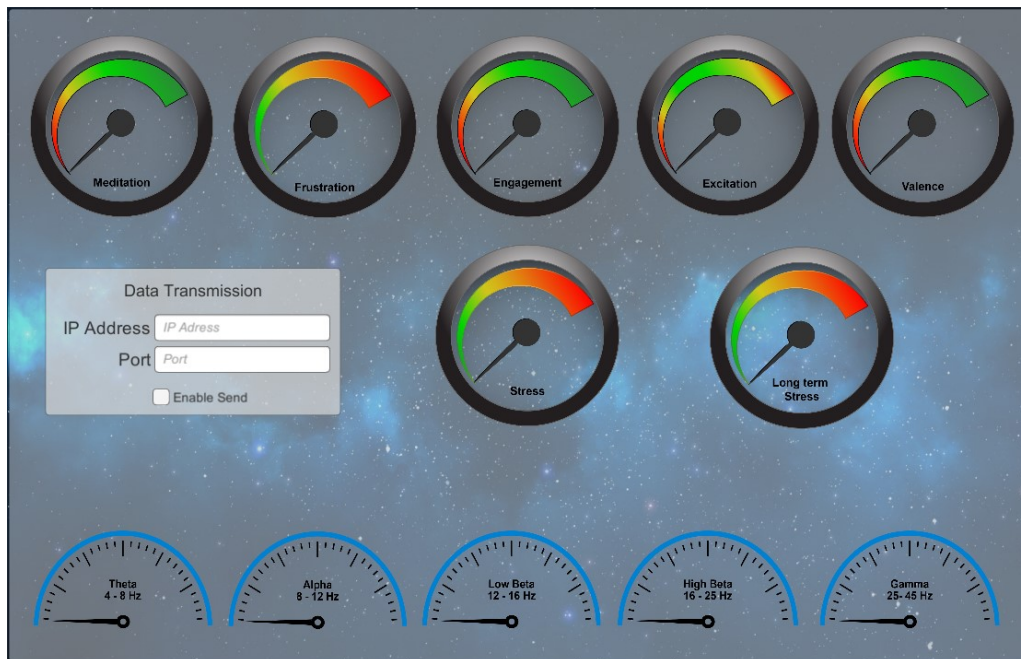 Meditation
Frustration
Engagement
Excitation
Valence
Data Transmission
IP Address
IP Adress
Port
Port
Enable Send
Stress
Long term
Stress
Theta
4 - 8 Hz
Alpha
8 - 12 Hz
Low Beta
12 - 16 Hz
High Beta
16 - 25 Hz
Gamma
25- 45 Hz